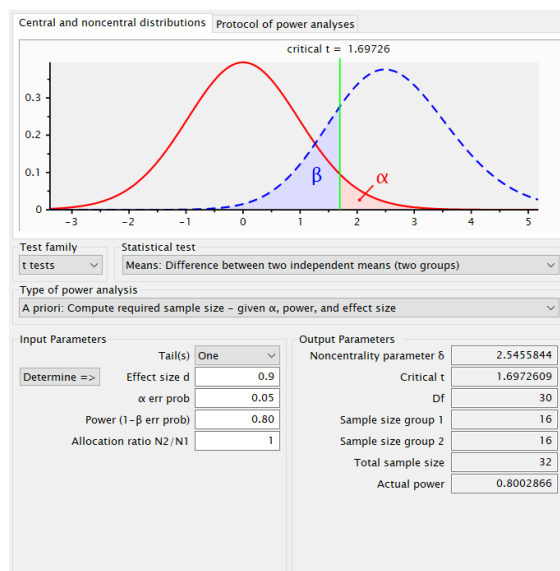 Central and noncentral distributions Protocol of power analyses
critical t = 1.69726
0.3
0.2
0.1
0
β
α
-3 -2 -1 0 1 2 3 4 5
Test family Statistical test
t tests Means: Difference between two independent means (two groups)
Type of power analysis
A priori: Compute required sample size – given α, power, and effect size
Input Parameters Output Parameters
Tail(s) One Noncentrality parameter δ 2.5455844
Determine => Effect size d 0.9 Critical t 1.6972609
α err prob 0.05 Df 30
Power (1-β err prob) 0.80 Sample size group 1 16
Allocation ratio N2/N1 1 Sample size group 2 16
Total sample size 32
Actual power 0.8002866